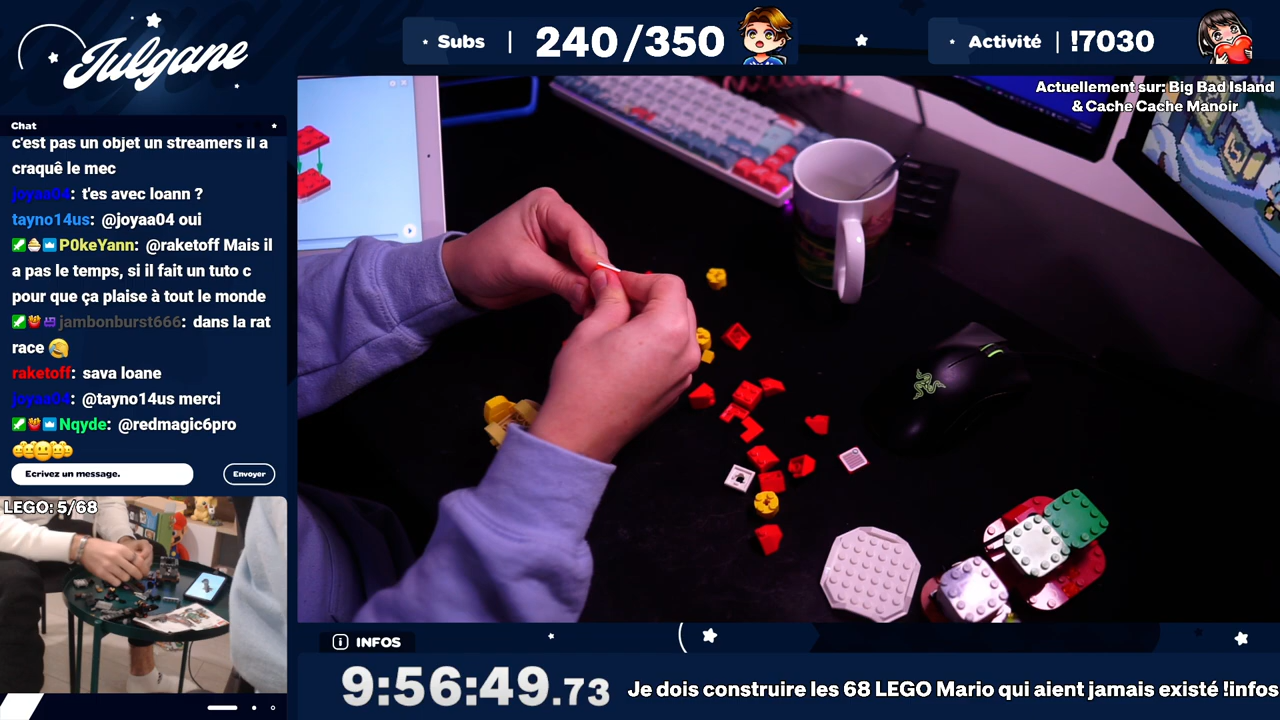 Julgane
Subs | 240/350
Activité | !7030
Actuellement sur: Big Bad Island
& Cache Cache Manoir
Chat
c'est pas un objet un streamers il a
craqué le mec
joyaa04: t'es avec loann ?
tayno14us: @joyaa04 oui
P0keYann: @raketoff Mais il
a pas le temps, si il fait un tuto c
pour que ça plaise à tout le monde
jambonburst666: dans la rat
race
raketoff: sava loane
joyaa04: @tayno14us merci
Nqyde: @redmagic6pro
Ecrivez un message.
Envoyer
LEGO: 5/68
INFOS
9:56:49.73
Je dois construire les 68 LEGO Mario qui aient jamais existé !infos